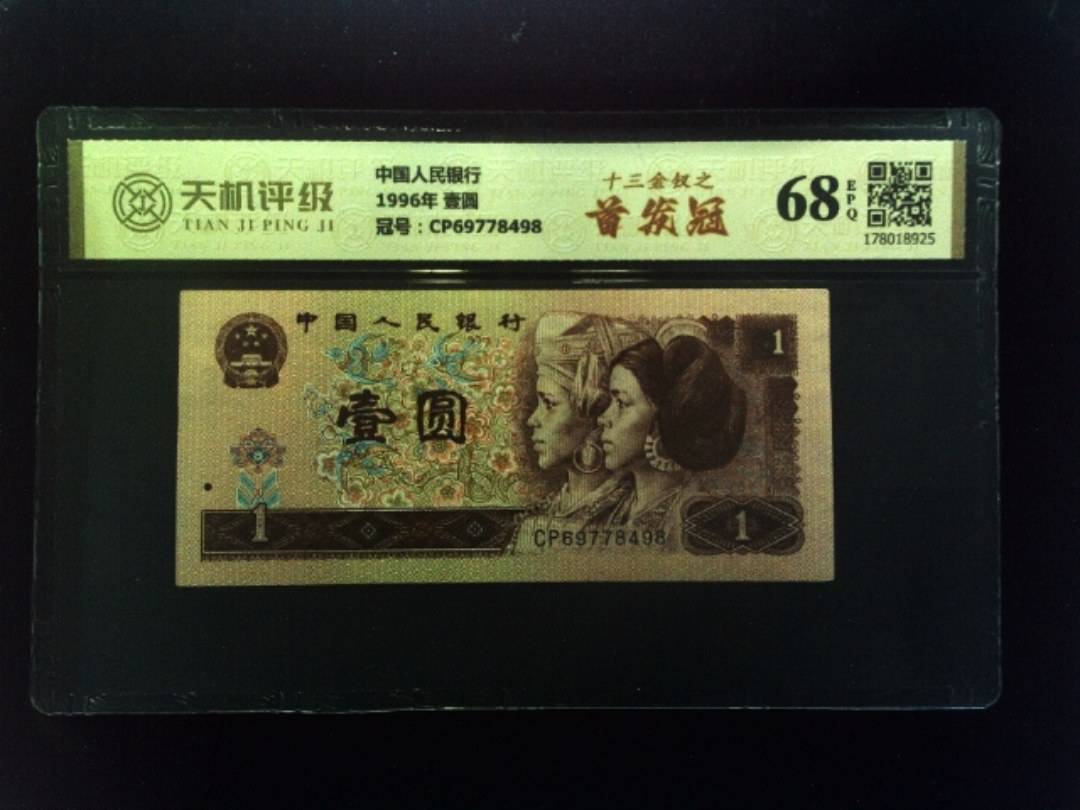 天机评级
TIAN JI PING JI
中国人民银行
1996年 壹圆
冠号：CP69778498
十三金钗之
首发冠
68
EPQ
178018925
中国人民银行
1
壹圆
1
CP69778498
1